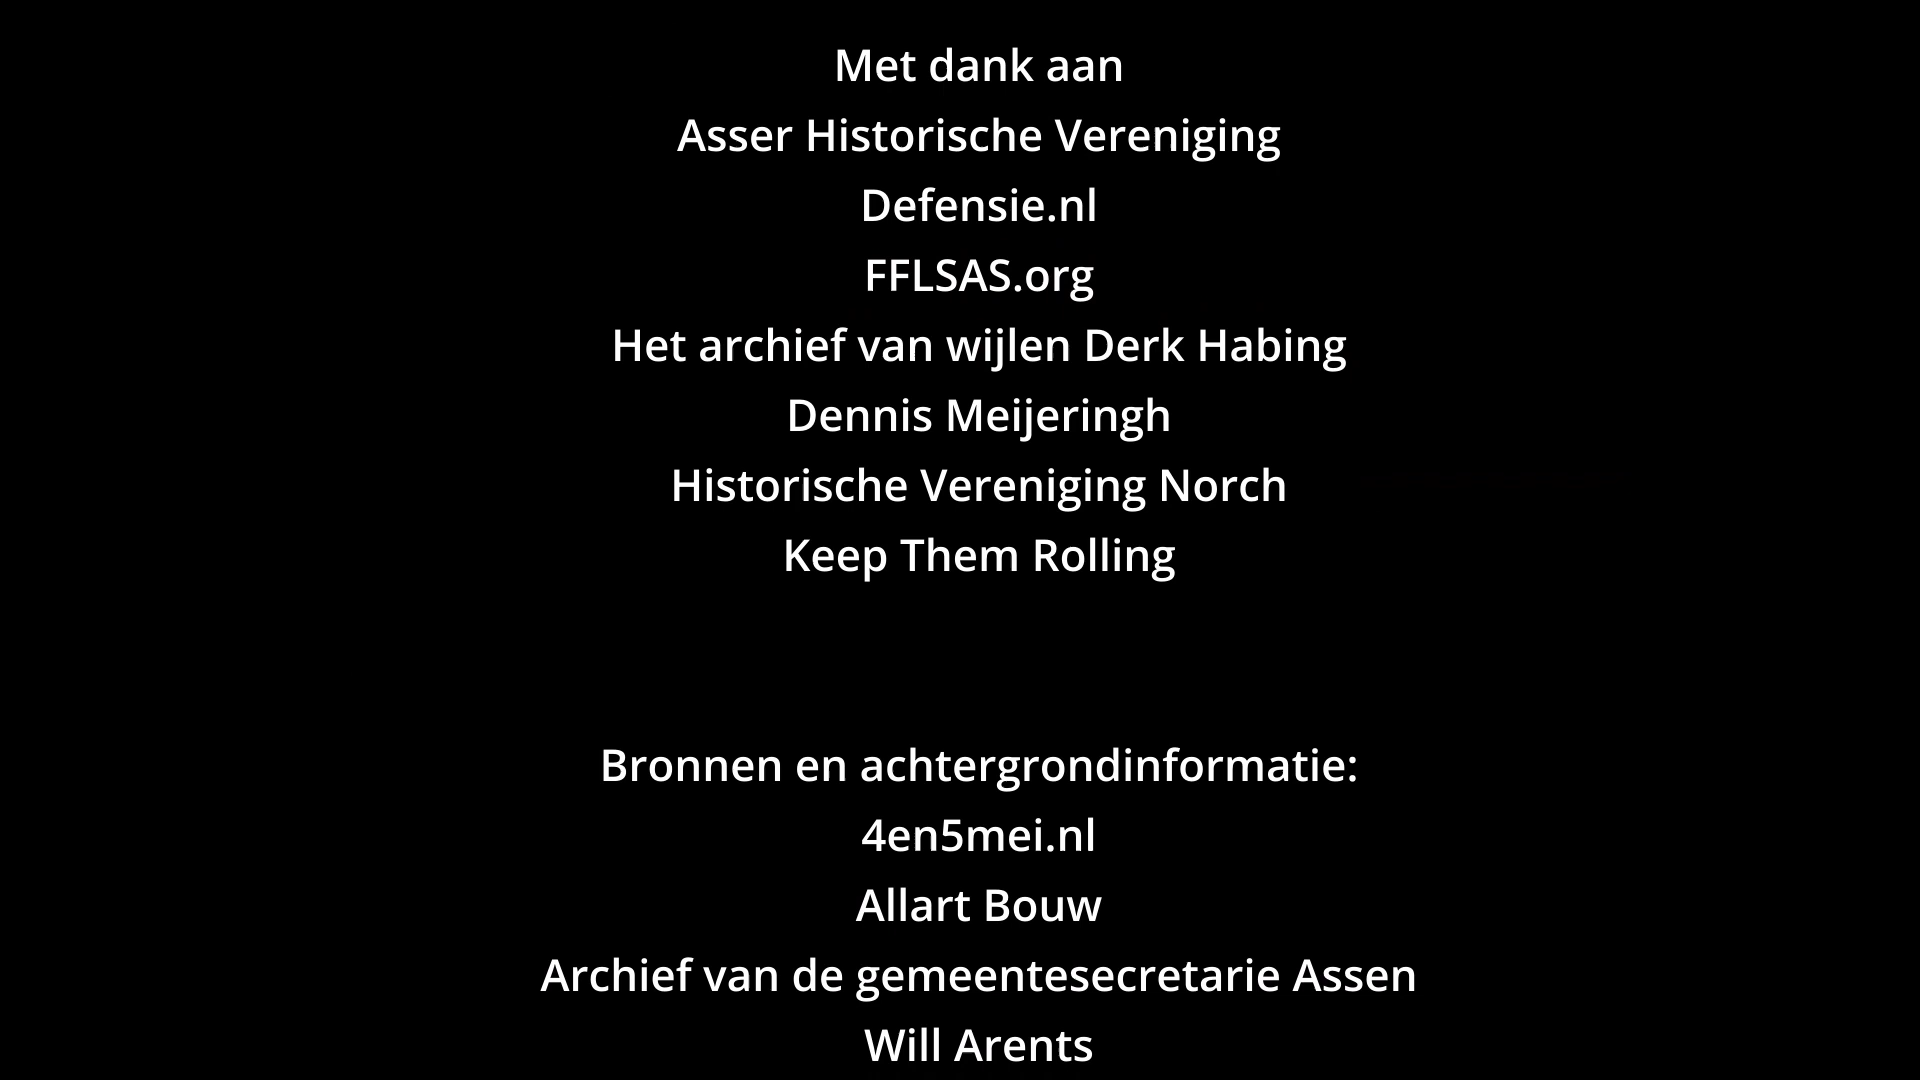 Met dank aan
Asser Historische Vereniging
Defensie.nl
FFLSAS.org
Het archief van wijlen Derk Habing
Dennis Meijeringh
Historische Vereniging Norch
Keep Them Rolling
Bronnen en achtergrondinformatie:
4en5mei.nl
Allart Bouw
Archief van de gemeentesecretarie Assen
Will Arents